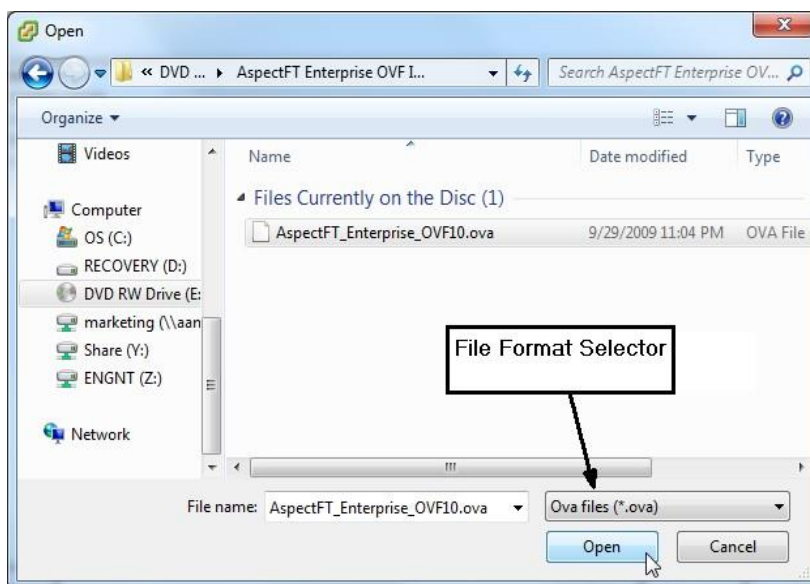 Open
« DVD ... ▸ AspectFT Enterprise OVF I...
Search AspectFT Enterprise OV...
Organize
Videos
Computer
OS (C:)
RECOVERY (D:)
DVD RW Drive (E:
marketing (\\aan
Share (Y:)
ENGNT (Z:)
Network
Name Date modified Type
Files Currently on the Disc (1)
AspectFT_Enterprise_OVF10.ova 9/29/2009 11:04 PM OVA File
File Format Selector
File name: AspectFT_Enterprise_OVF10.ova Ova files (*.ova)
Open Cancel